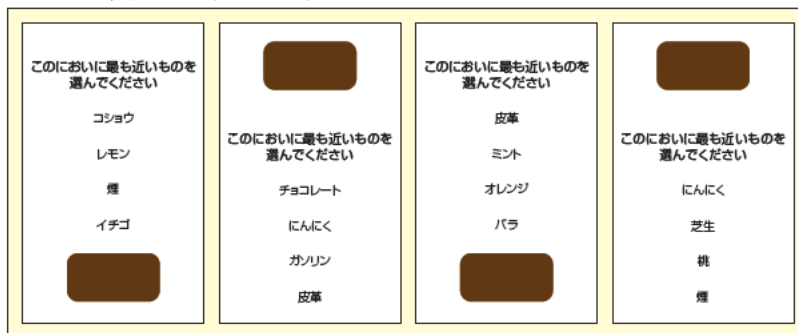 このにおいに最も近いものを
選んでください
コショウ
レモン
煙
イチゴ
このにおいに最も近いものを
選んでください
チョコレート
にんにく
ガソリン
皮革
このにおいに最も近いものを
選んでください
皮革
ミント
オレンジ
バラ
このにおいに最も近いものを
選んでください
にんにく
芝生
桃
煙